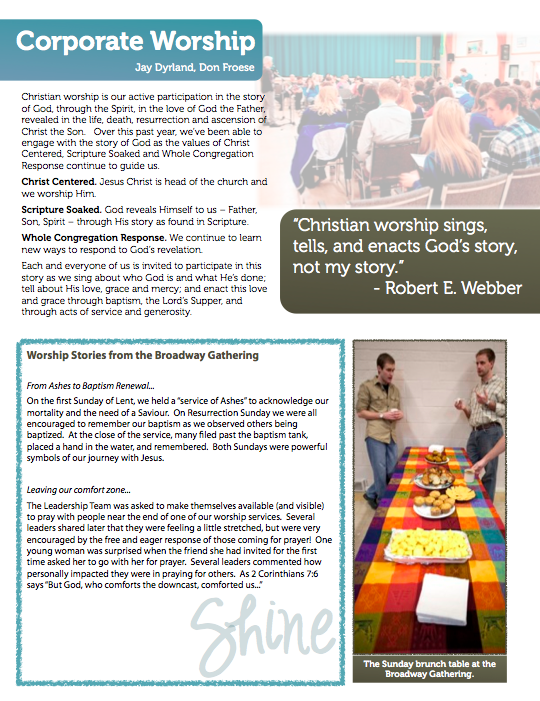 Corporate Worship
Jay Dyrland, Don Froese
Christian worship is our active participation in the story
of God, through the Spirit, in the love of God the Father,
revealed in the life, death, resurrection and ascension of
Christ the Son.   Over this past year, we've been able to
engage with the story of God as the values of Christ
Centered, Scripture Soaked and Whole Congregation
Response continue to guide us.
Christ Centered. Jesus Christ is head of the church and
we worship Him.
Scripture Soaked. God reveals Himself to us – Father,
Son, Spirit – through His story as found in Scripture.
Whole Congregation Response. We continue to learn
new ways to respond to God's revelation.
Each and everyone of us is invited to participate in this
story as we sing about who God is and what He's done;
tell about His love, grace and mercy; and enact this love
and grace through baptism, the Lord's Supper, and
through acts of service and generosity.
"Christian worship sings,
tells, and enacts God's story,
not my story."
- Robert E. Webber
Worship Stories from the Broadway Gathering
From Ashes to Baptism Renewal...
On the first Sunday of Lent, we held a "service of Ashes" to acknowledge our
mortality and the need of a Saviour.  On Resurrection Sunday we were all
encouraged to remember our baptism as we observed others being
baptized.  At the close of the service, many filed past the baptism tank,
placed a hand in the water, and remembered.  Both Sundays were powerful
symbols of our journey with Jesus.
Leaving our comfort zone...
The Leadership Team was asked to make themselves available (and visible)
to pray with people near the end of one of our worship services.  Several
leaders shared later that they were feeling a little stretched, but were very
encouraged by the free and eager response of those coming for prayer!  One
young woman was surprised when the friend she had invited for the first
time asked her to go with her for prayer.  Several leaders commented how
personally impacted they were in praying for others.  As 2 Corinthians 7:6
says "But God, who comforts the downcast, comforted us..."
Shine
The Sunday brunch table at the
Broadway Gathering.